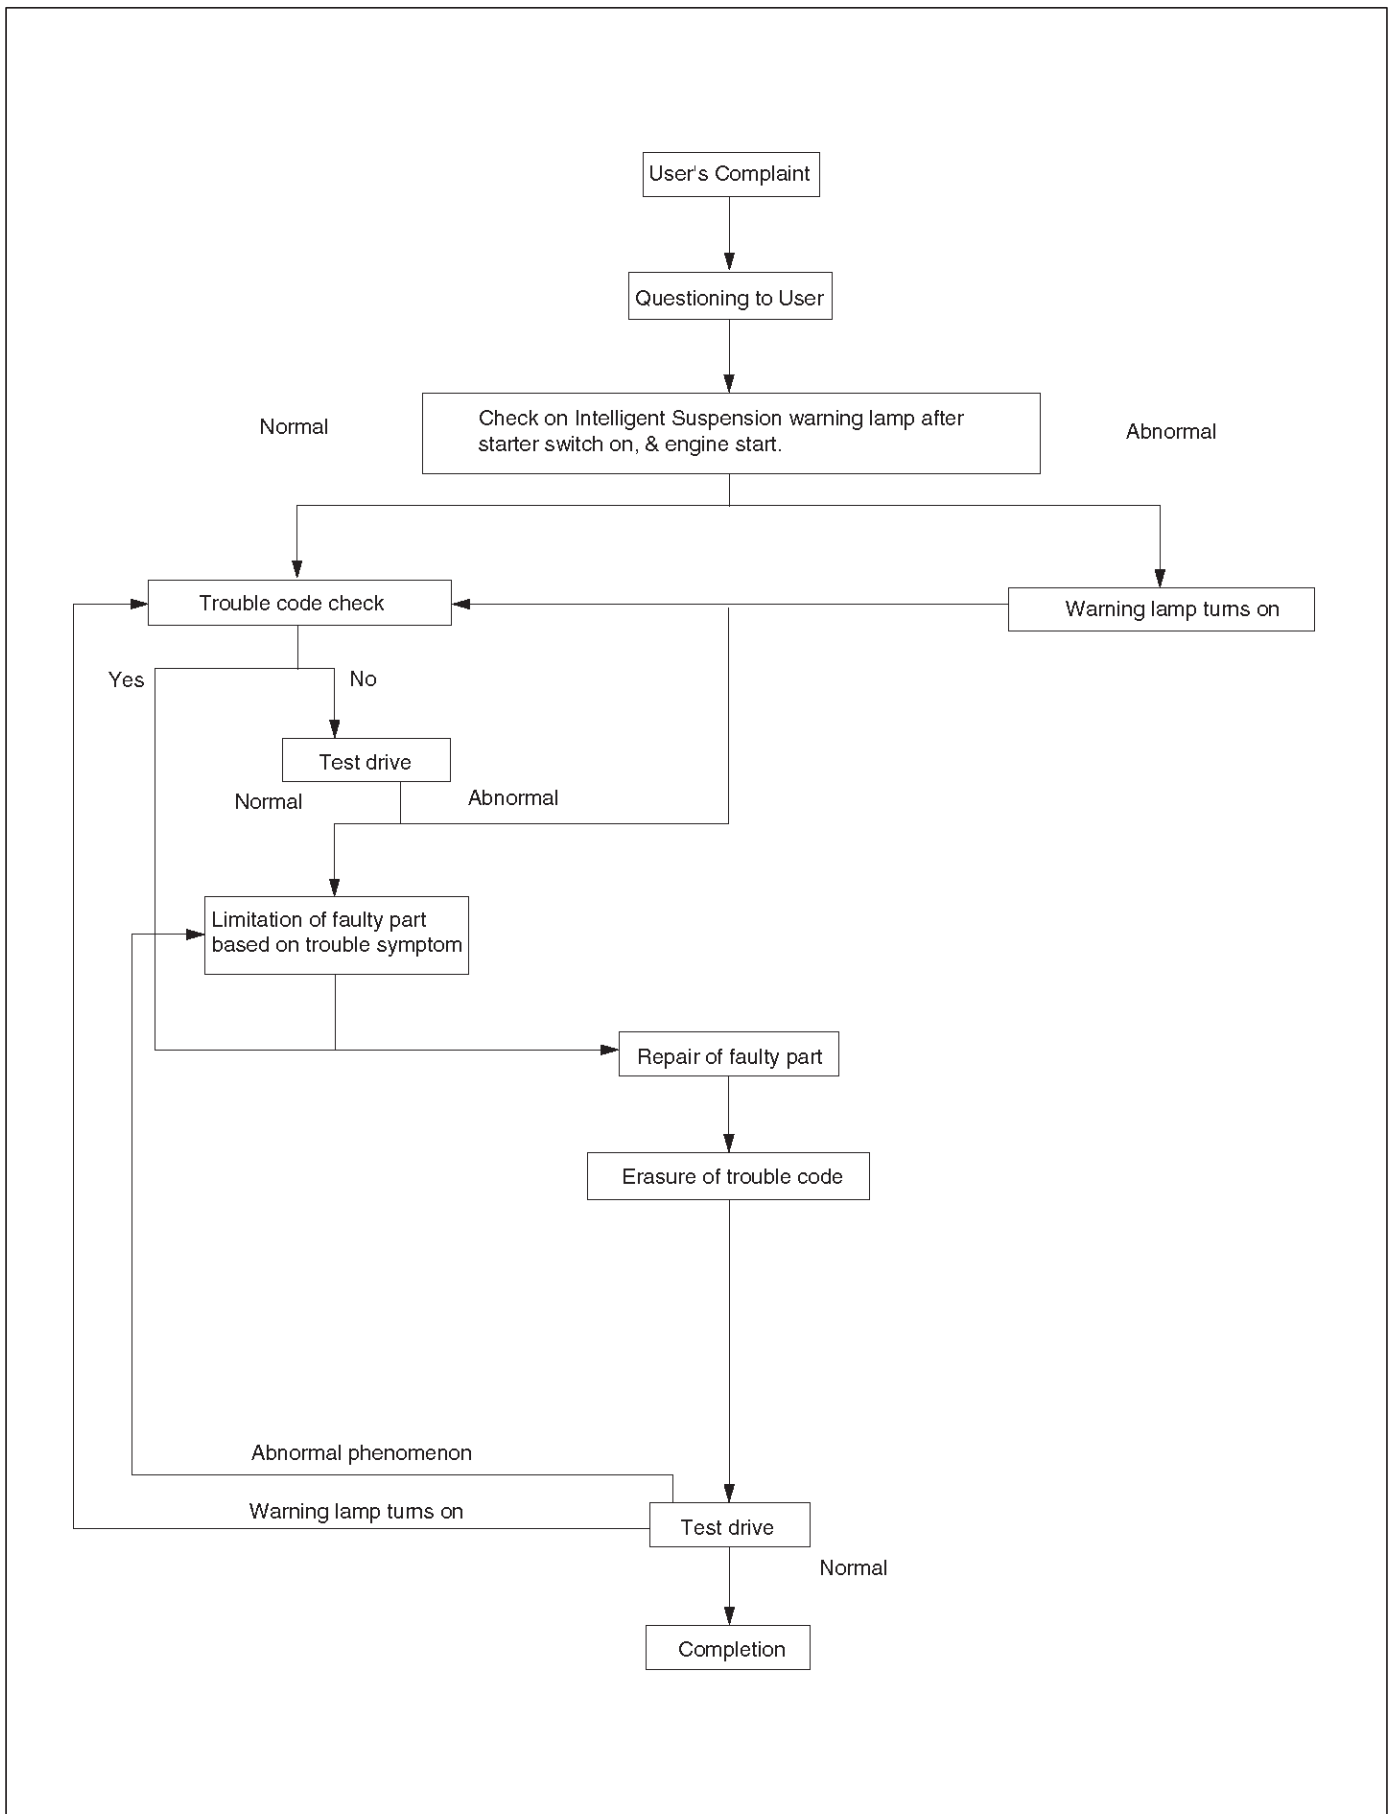 User's Complaint
Questioning to User
Normal
Check on Intelligent Suspension warning lamp after
starter switch on, & engine start.
Abnormal
Trouble code check
Warning lamp turns on
Yes
No
Test drive
Normal
Abnormal
Limitation of faulty part
based on trouble symptom
Repair of faulty part
Erasure of trouble code
Abnormal phenomenon
Warning lamp turns on
Test drive
Normal
Completion